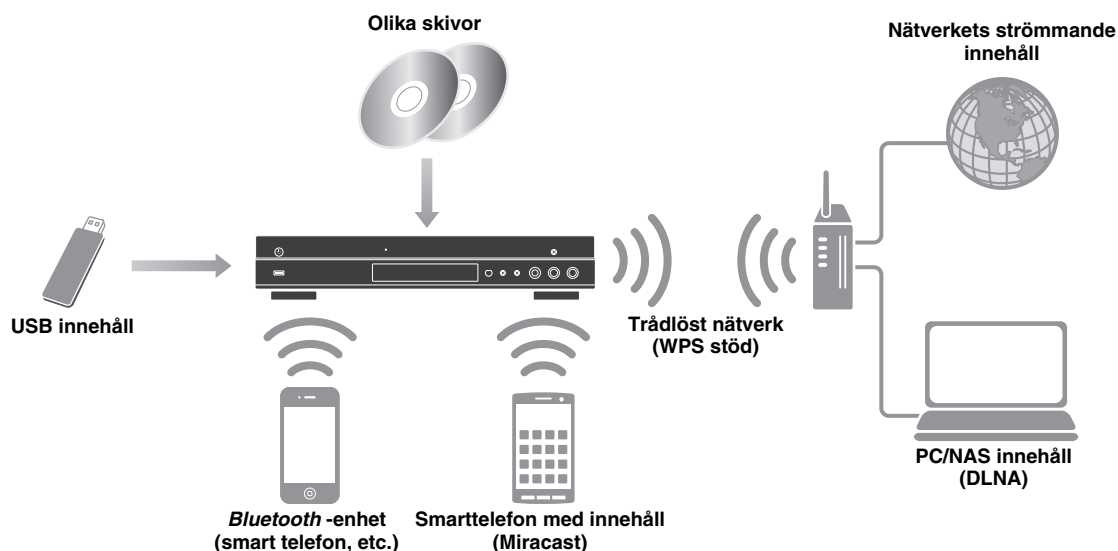 Olika skivor
Nätverkets strömmande
innehåll
USB innehåll
Trådlöst nätverk
(WPS stöd)
PC/NAS innehåll
(DLNA)
Bluetooth -enhet
(smart telefon, etc.)
Smarttelefon med innehåll
(Miracast)